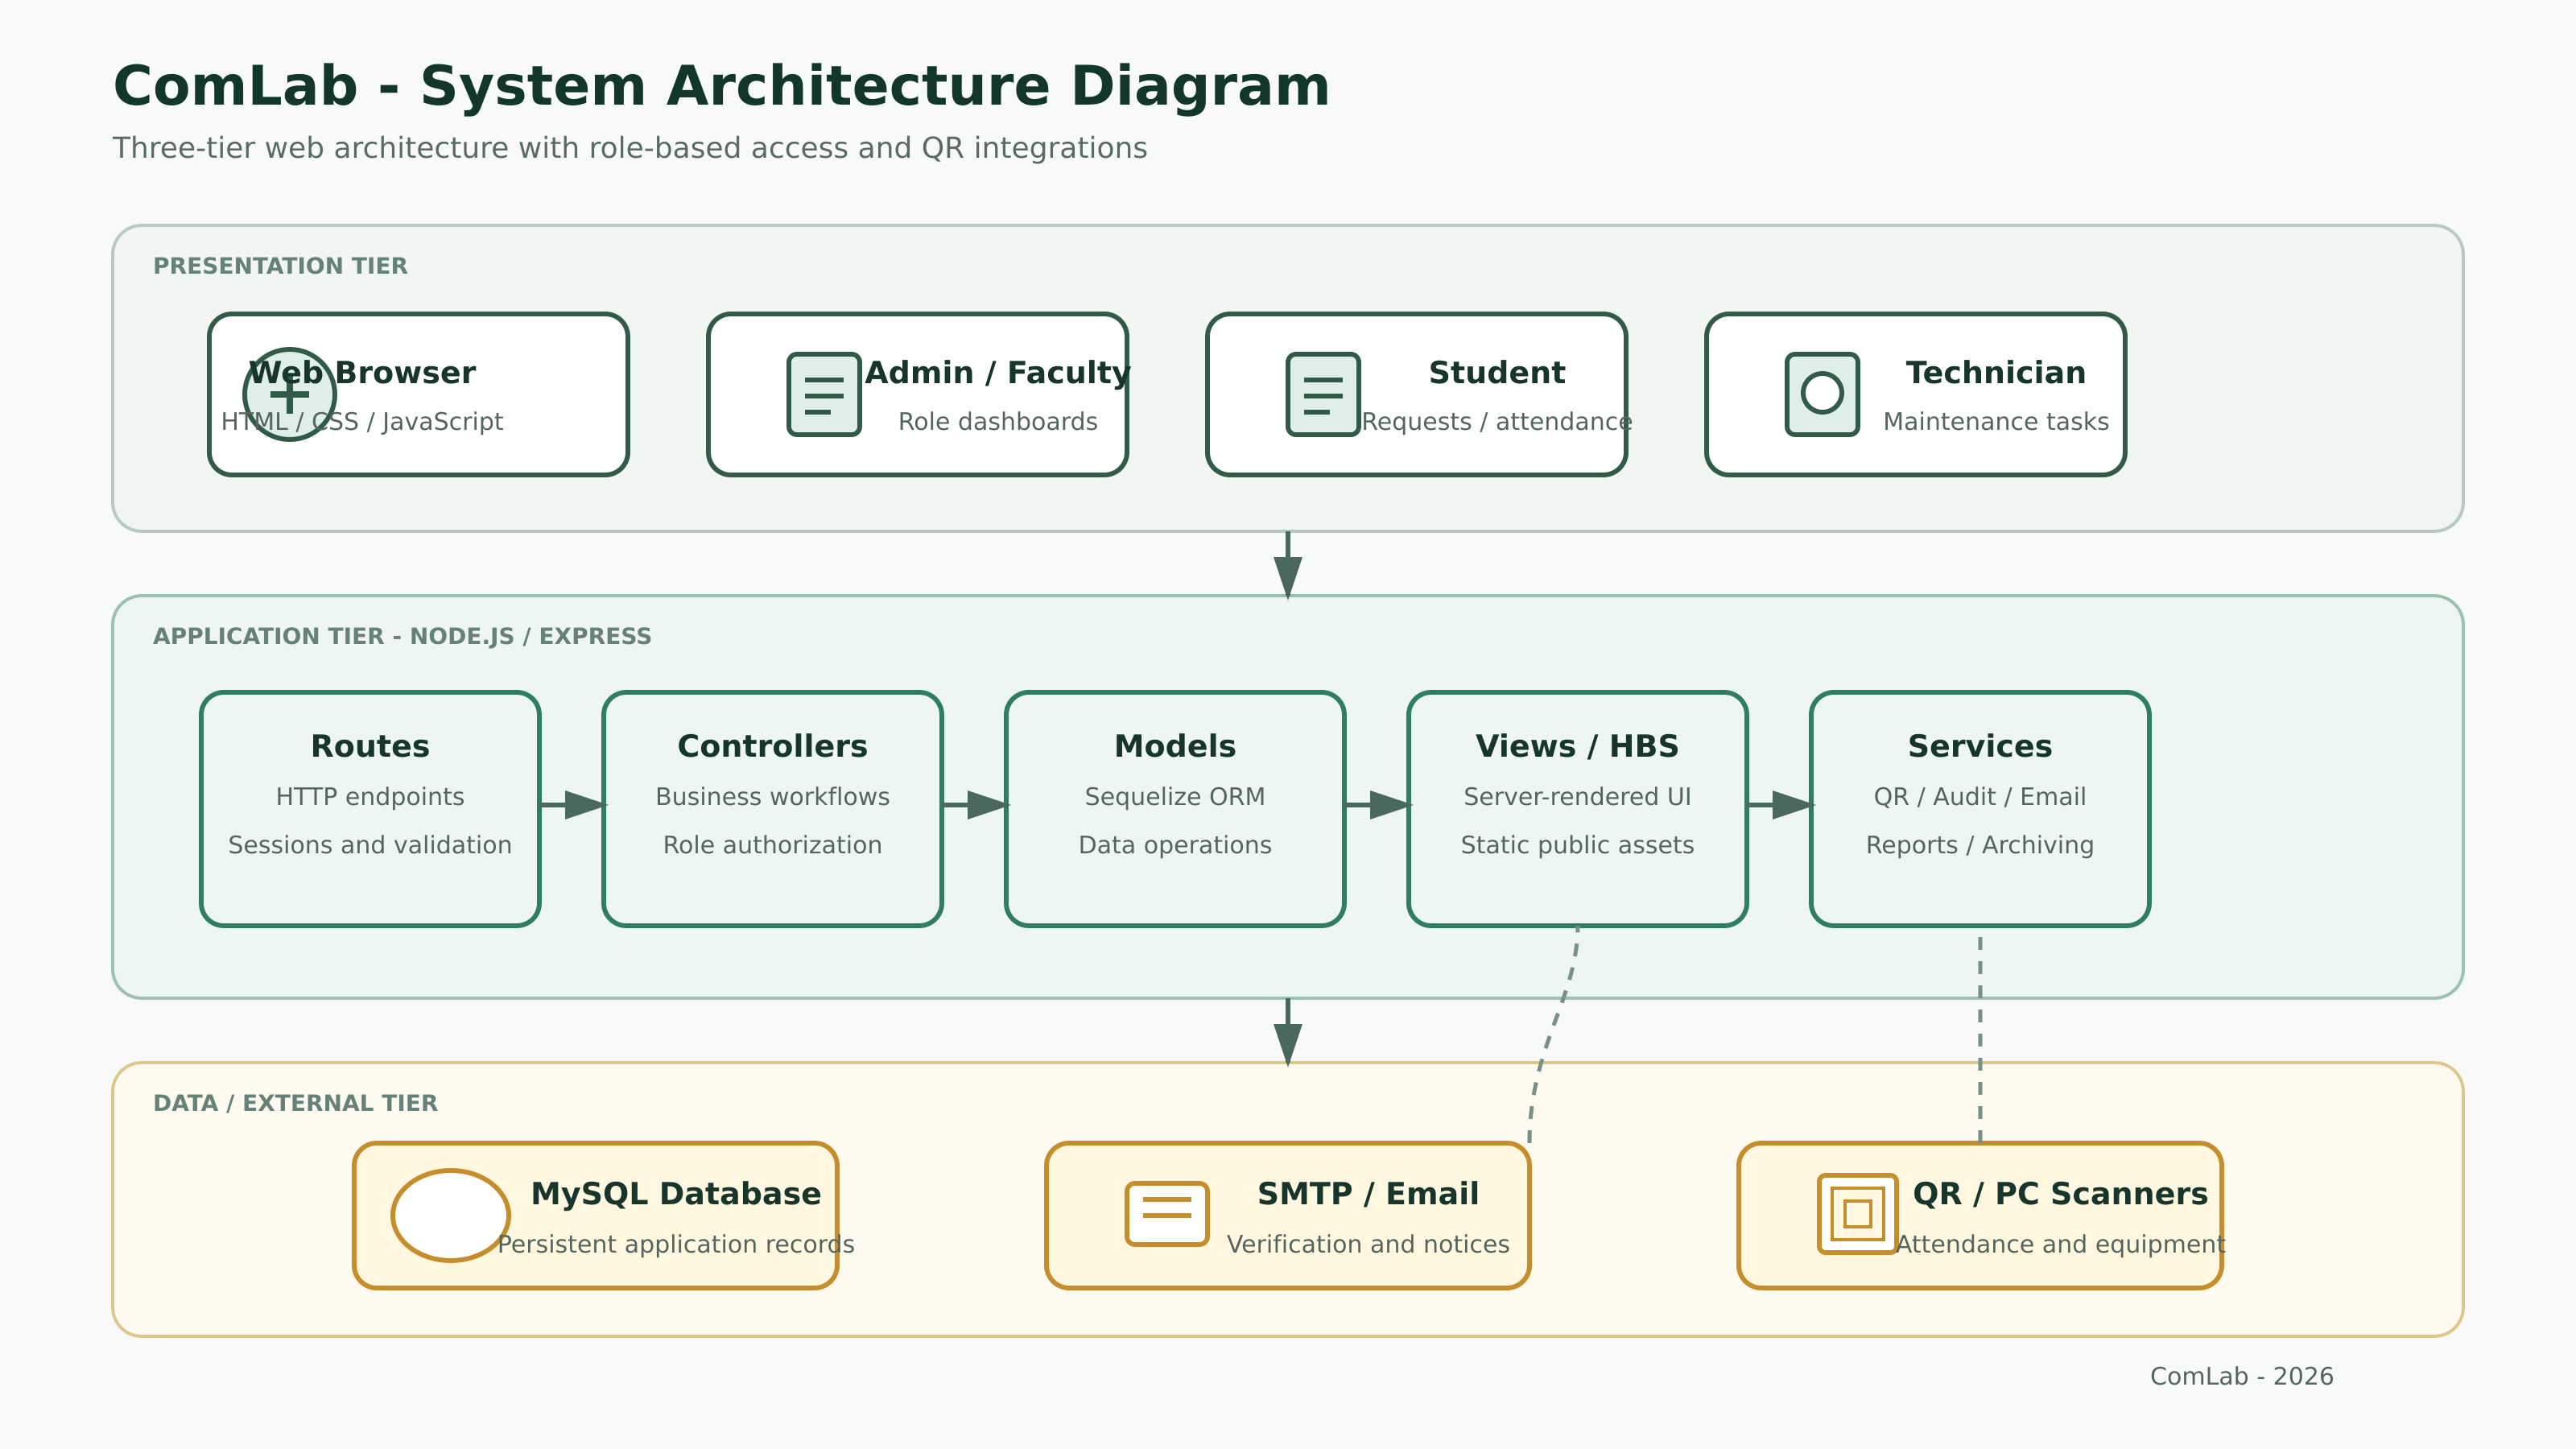 ComLab - System Architecture Diagram
Three-tier web architecture with role-based access and QR integrations
PRESENTATION TIER
Web Browser
HTML / CSS / JavaScript
Admin / Faculty
Role dashboards
Student
Requests / attendance
Technician
Maintenance tasks
APPLICATION TIER - NODE.JS / EXPRESS
Routes
HTTP endpoints
Sessions and validation
Controllers
Business workflows
Role authorization
Models
Sequelize ORM
Data operations
Views / HBS
Server-rendered UI
Static public assets
Services
QR / Audit / Email
Reports / Archiving
DATA / EXTERNAL TIER
MySQL Database
Persistent application records
SMTP / Email
Verification and notices
QR / PC Scanners
Attendance and equipment
ComLab - 2026